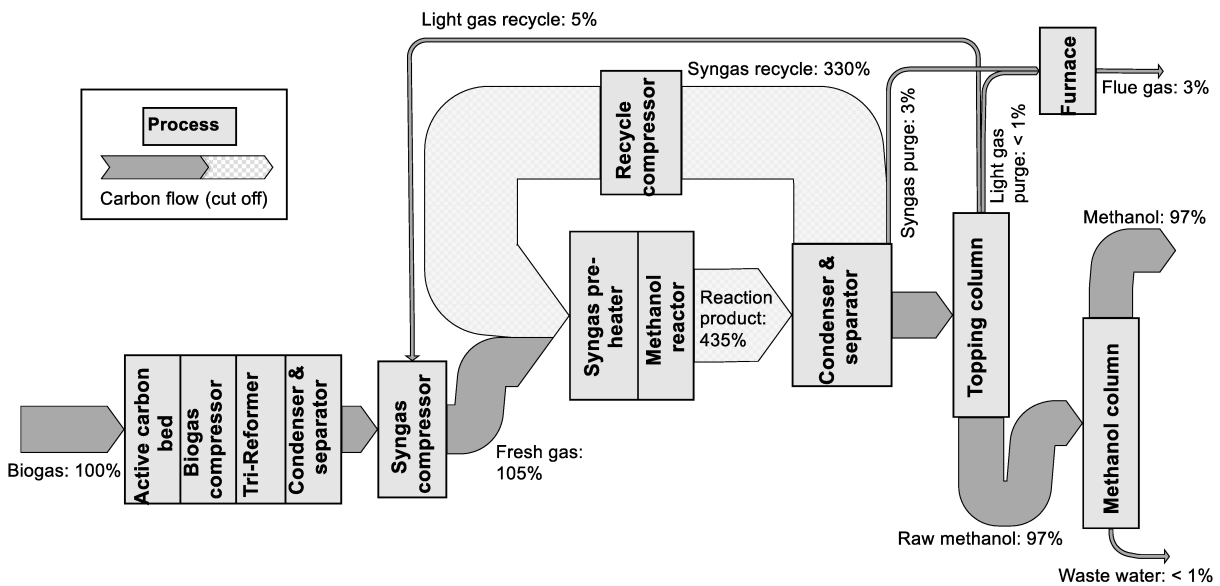 Light gas recycle: 5%
Syngas recycle: 330%
Furnace
Flue gas: 3%
Process
Carbon flow (cut off)
Recycle
compressor
Syngas purge: 3%
Light gas
purge: < 1%
Methanol: 97%
Syngas pre-
heater
Methanol
reactor
Reaction
product:
435%
Condenser &
separator
Topping column
Biogas: 100%
Active carbon
bed
Biogas
compressor
Tri-Reformer
Condenser &
separator
Syngas
compressor
Fresh gas:
105%
Methanol column
Raw methanol: 97%
Waste water: < 1%